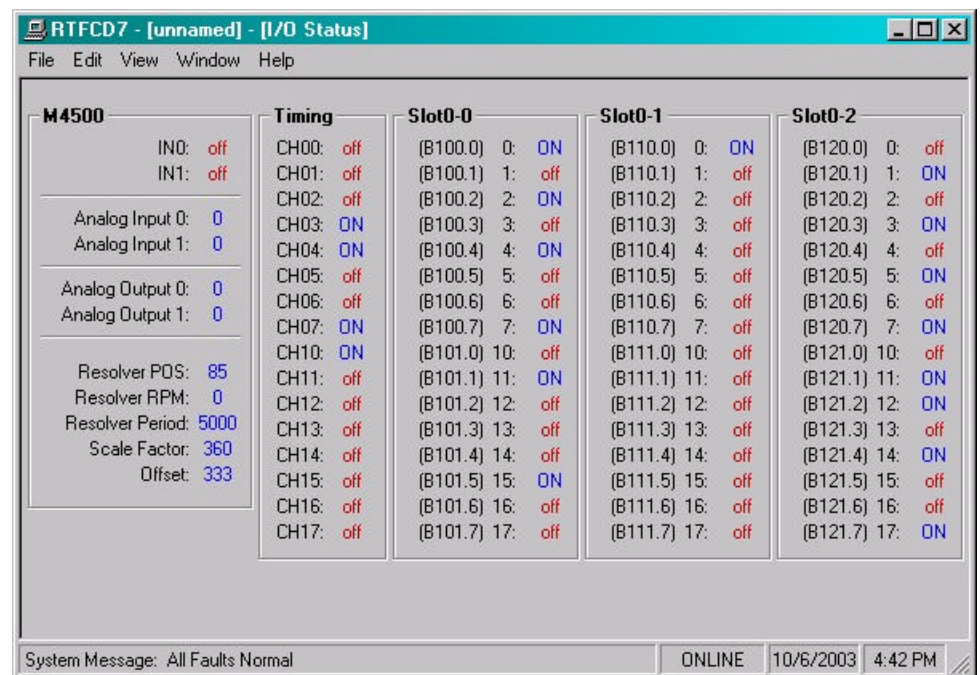 RTFCD7 - [unnamed] - [I/O Status]
File Edit View Window Help
M4500
IN0: off
IN1: off
Analog Input 0: 0
Analog Input 1: 0
Analog Output 0: 0
Analog Output 1: 0
Resolver POS: 85
Resolver RPM: 0
Resolver Period: 5000
Scale Factor: 360
Offset: 333
Timing
CH00: off
CH01: off
CH02: off
CH03: ON
CH04: ON
CH05: off
CH06: off
CH07: ON
CH10: ON
CH11: off
CH12: off
CH13: off
CH14: off
CH15: off
CH16: off
CH17: off
Slot0-0
(B100.0) 0: ON
(B100.1) 1: off
(B100.2) 2: ON
(B100.3) 3: off
(B100.4) 4: ON
(B100.5) 5: off
(B100.6) 6: off
(B100.7) 7: ON
(B101.0) 10: off
(B101.1) 11: ON
(B101.2) 12: off
(B101.3) 13: off
(B101.4) 14: off
(B101.5) 15: ON
(B101.6) 16: off
(B101.7) 17: off
Slot0-1
(B110.0) 0: ON
(B110.1) 1: off
(B110.2) 2: off
(B110.3) 3: off
(B110.4) 4: off
(B110.5) 5: off
(B110.6) 6: off
(B110.7) 7: off
(B111.0) 10: off
(B111.1) 11: off
(B111.2) 12: off
(B111.3) 13: off
(B111.4) 14: off
(B111.5) 15: off
(B111.6) 16: off
(B111.7) 17: off
Slot0-2
(B120.0) 0: off
(B120.1) 1: ON
(B120.2) 2: off
(B120.3) 3: ON
(B120.4) 4: off
(B120.5) 5: ON
(B120.6) 6: off
(B120.7) 7: ON
(B121.0) 10: off
(B121.1) 11: ON
(B121.2) 12: ON
(B121.3) 13: off
(B121.4) 14: ON
(B121.5) 15: off
(B121.6) 16: off
(B121.7) 17: ON
System Message: All Faults Normal
ONLINE
10/6/2003
4:42 PM